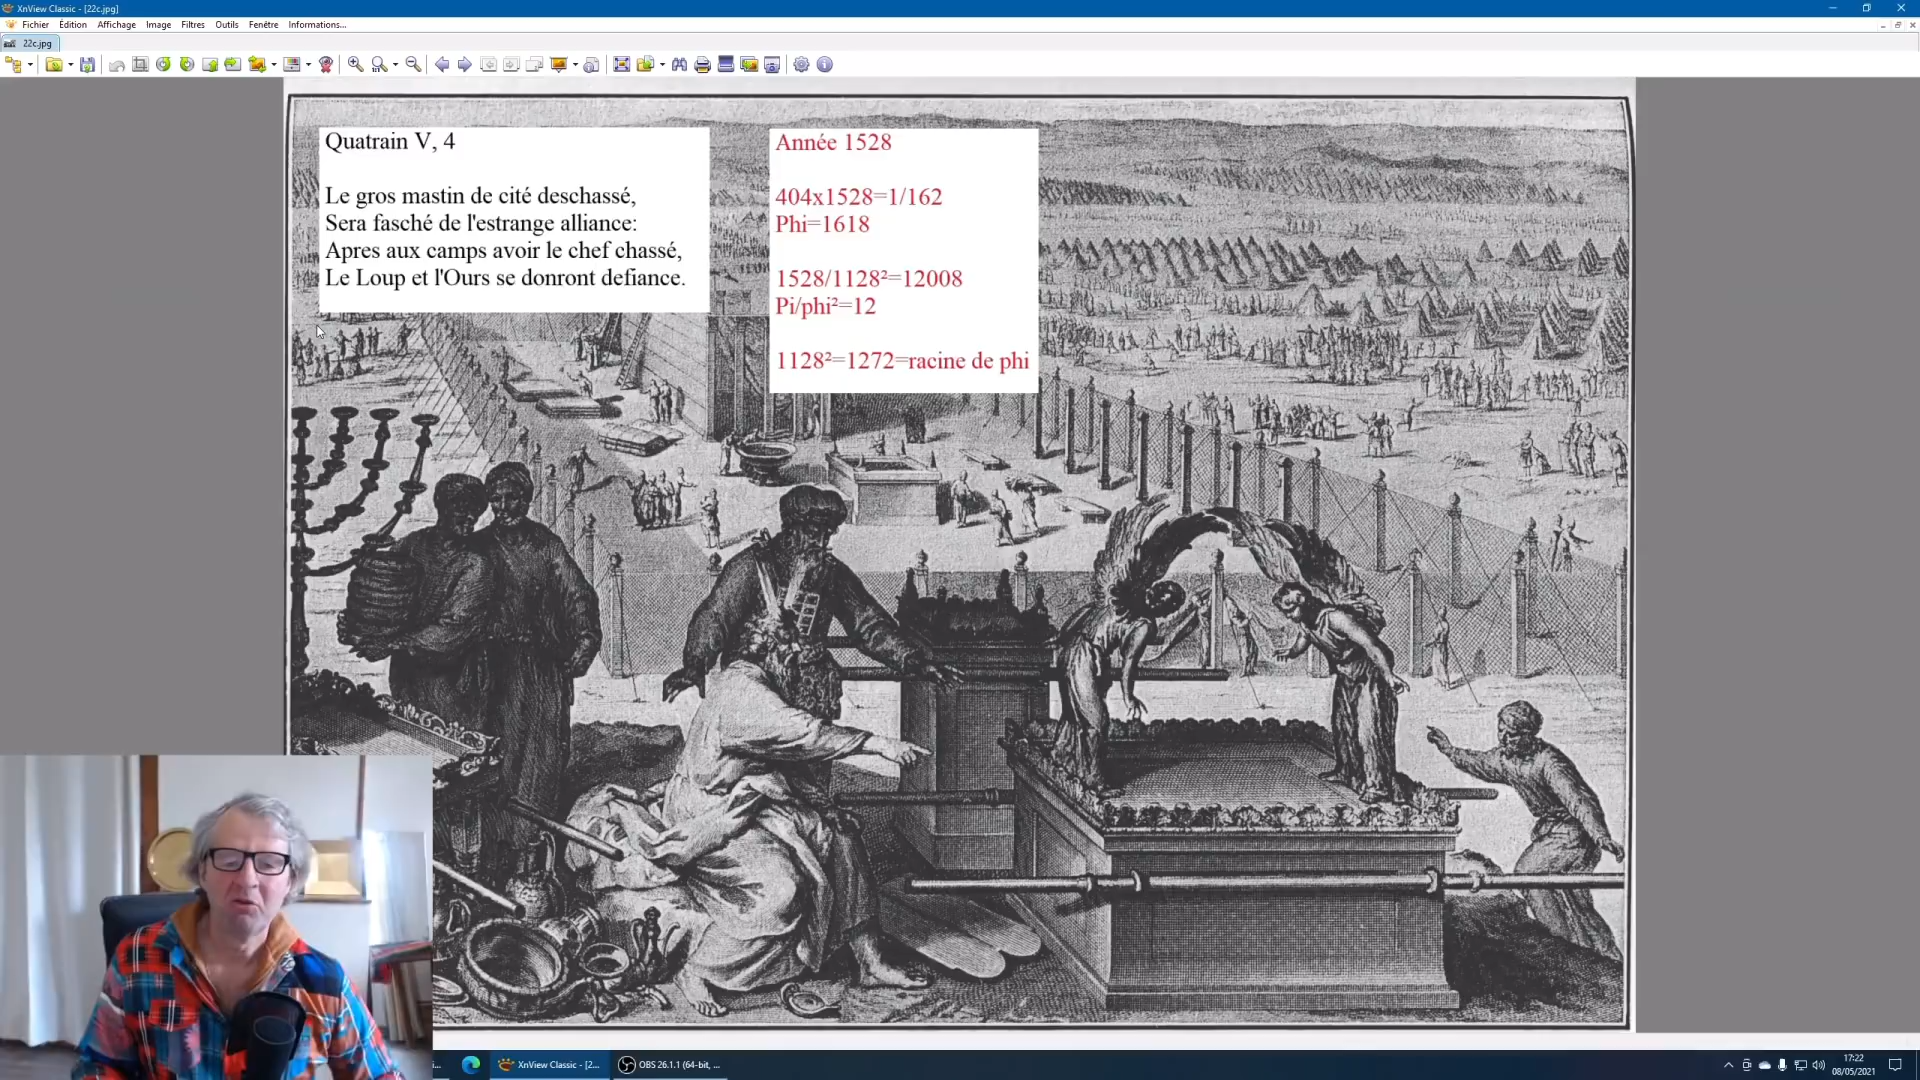 XnView Classic - [22c.jpg]
Fichier Édition Affichage Image Filtres Outils Fenêtre Informations...
22c.jpg
Quatrain V, 4
Le gros mastin de cité deschassé,
Sera fasché de l'estrange alliance:
Apres aux camps avoir le chef chassé,
Le Loup et l'Ours se donront defiance.
Année 1528
404x1528=1/162
Phi=1618
1528/1128²=12008
Pi/phi²=12
1128²=1272=racine de phi
XnView Classic - [2...
OBS 26.1.1 (64-bit, ...
17:22
08/05/2021